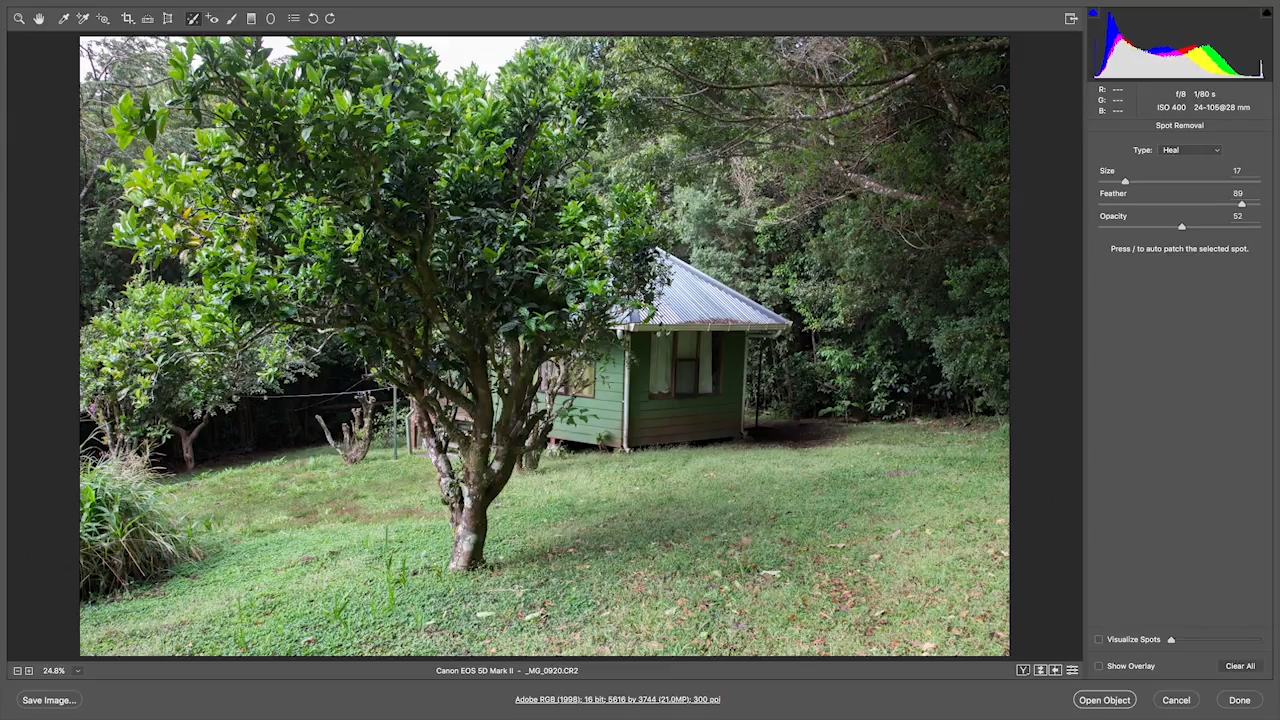 R: ---
G: ---
B: ---
f/8 1/80 s
ISO 400 24-105@28 mm
Spot Removal
Type: Heal
Size 17
Feather 89
Opacity 52
Press / to auto patch the selected spot.
Visualize Spots
24.8%
Canon EOS 5D Mark II - _MG_0920.CR2
Y
Show Overlay
Clear All
Save Image...
Adobe RGB (1998); 16 bit; 5616 by 3744 (21.0MP); 300 ppi
Open Object
Cancel
Done